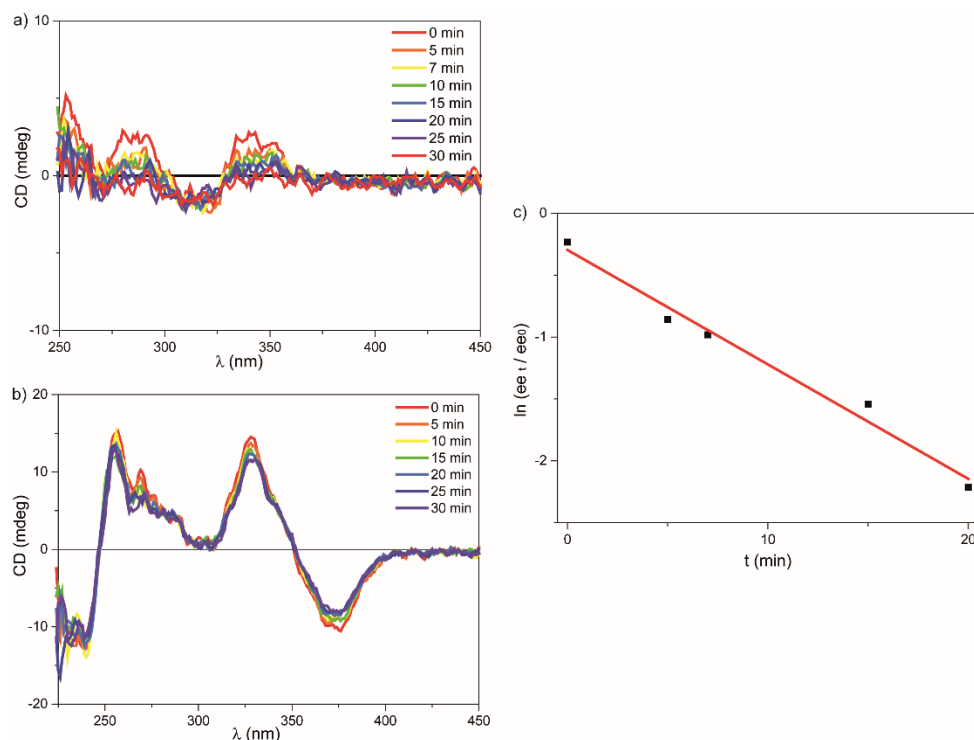 a)
10
0
-10
CD (mdeg)
0 min
5 min
7 min
10 min
15 min
20 min
25 min
30 min
250 300 350 400 450
λ (nm)
b)
20
10
0
-10
-20
CD (mdeg)
0 min
5 min
10 min
15 min
20 min
25 min
30 min
250 300 350 400 450
λ (nm)
c)
-0
-1
-2
ln (ee t / ee0)
0 10 20
t (min)